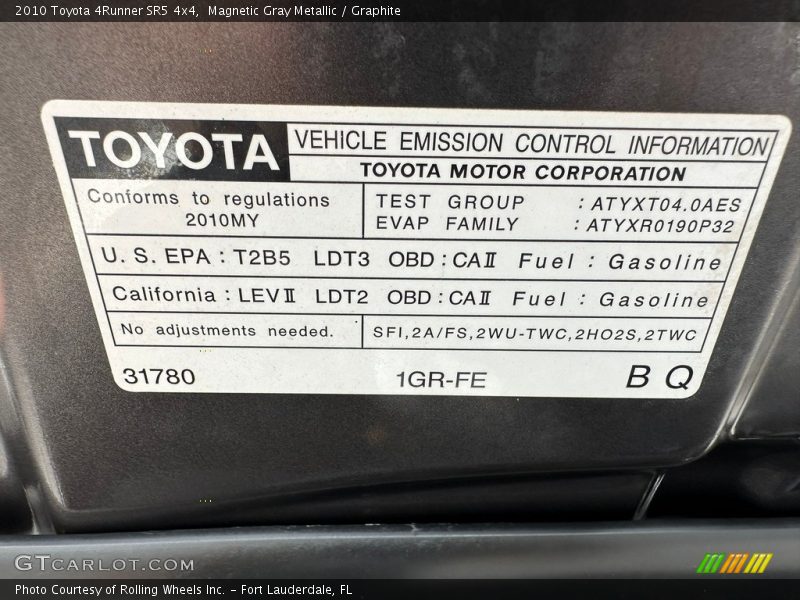 2010 Toyota 4Runner SR5 4x4, Magnetic Gray Metallic / Graphite
TOYOTA
VEHICLE EMISSION CONTROL INFORMATION
TOYOTA MOTOR CORPORATION
Conforms to regulations
2010MY
TEST GROUP : ATYXT04.0AES
EVAP FAMILY : ATYXR0190P32
U. S. EPA : T2B5 LDT3 OBD : CAⅡ Fuel : Gasoline
California : LEVⅡ LDT2 OBD : CAⅡ Fuel : Gasoline
No adjustments needed.
SFI,2A/FS,2WU-TWC,2HO2S,2TWC
31780 1GR-FE B Q
GTCARLOT.COM
Photo Courtesy of Rolling Wheels Inc. – Fort Lauderdale, FL